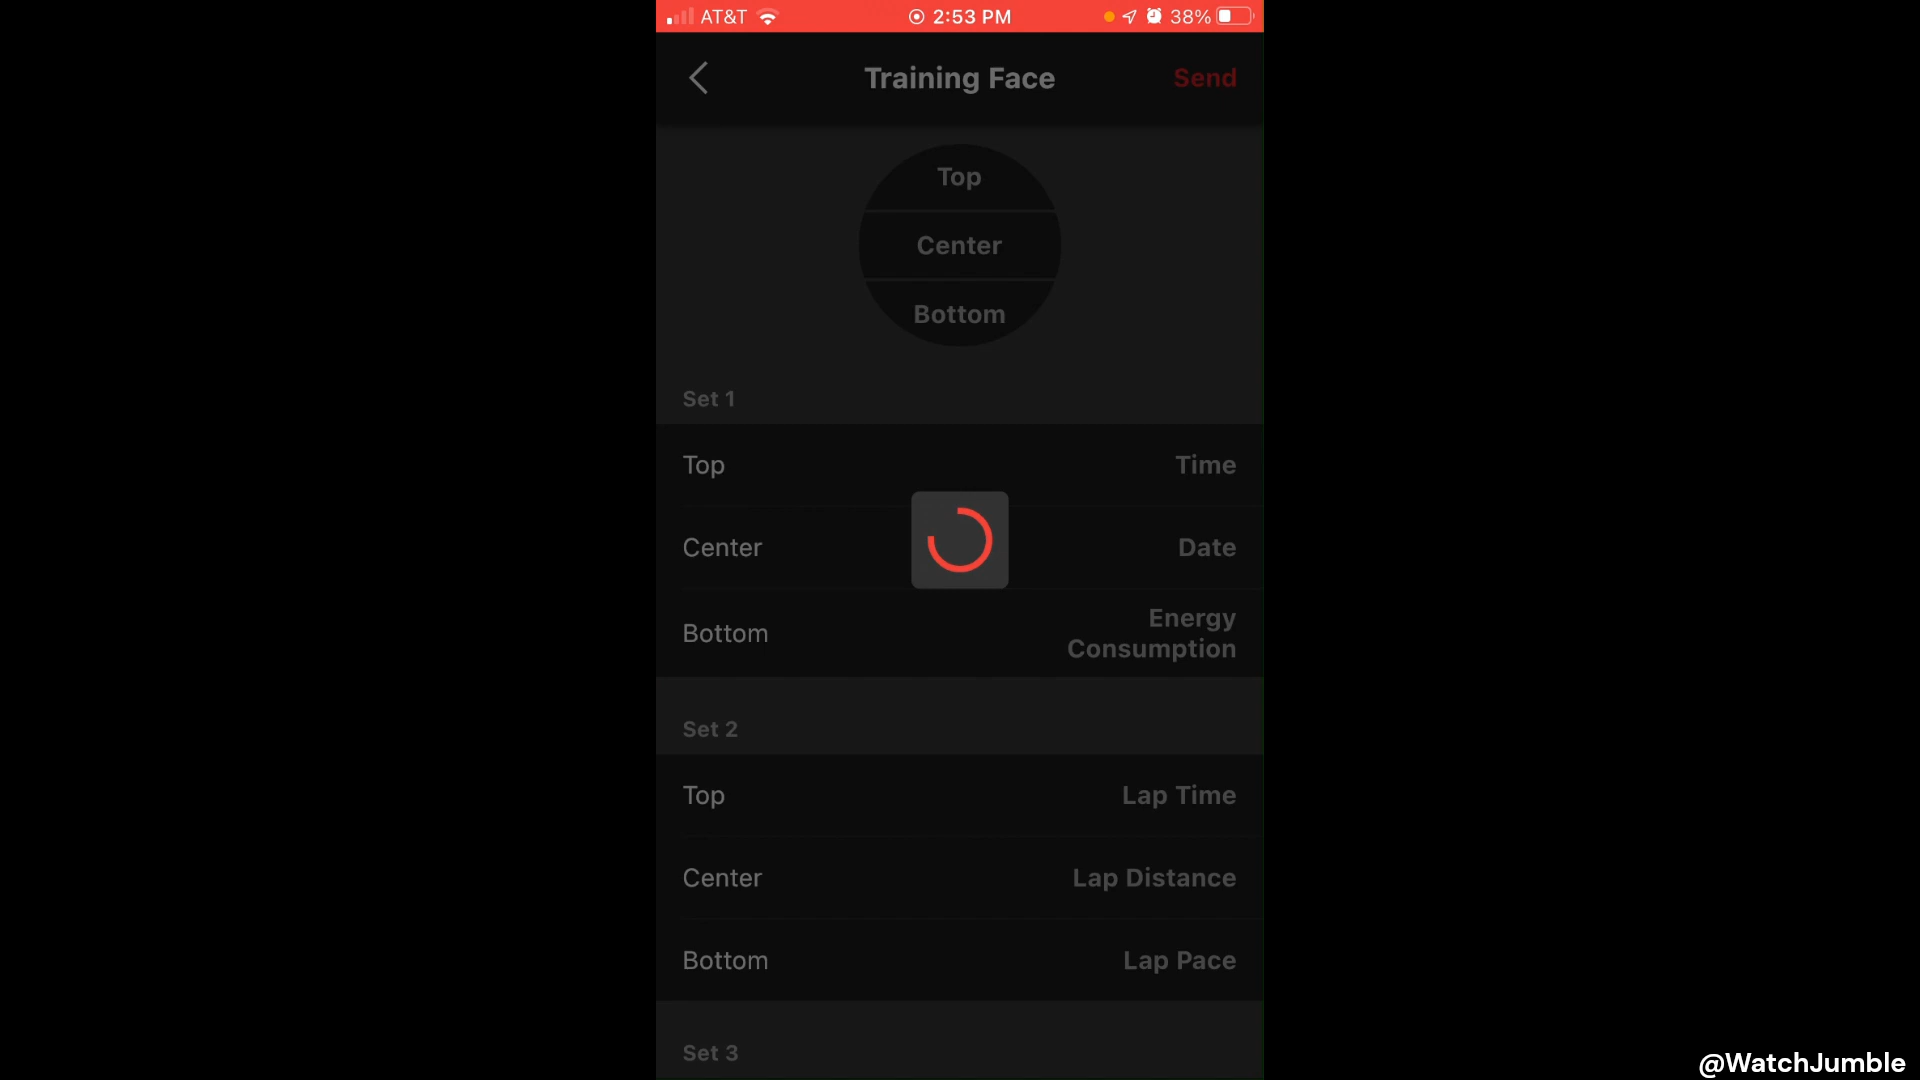 AT&T 2:53 PM 38%
Training Face Send
Top
Center
Bottom
Set 1
Top Time
Center Date
Bottom Energy
Consumption
Set 2
Top Lap Time
Center Lap Distance
Bottom Lap Pace
Set 3
@WatchJumble